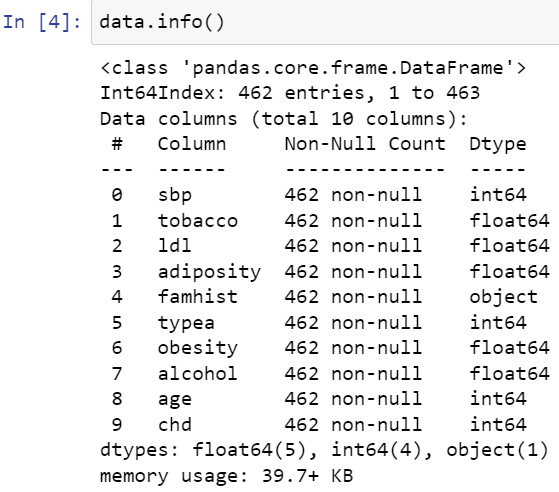 In [4]: data.info()
<class 'pandas.core.frame.DataFrame'>
Int64Index: 462 entries, 1 to 463
Data columns (total 10 columns):
 #   Column     Non-Null Count  Dtype
---  ------     --------------  -----
 0   sbp        462 non-null    int64
 1   tobacco    462 non-null    float64
 2   ldl        462 non-null    float64
 3   adiposity  462 non-null    float64
 4   famhist    462 non-null    object
 5   typea      462 non-null    int64
 6   obesity    462 non-null    float64
 7   alcohol    462 non-null    float64
 8   age        462 non-null    int64
 9   chd        462 non-null    int64
dtypes: float64(5), int64(4), object(1)
memory usage: 39.7+ KB